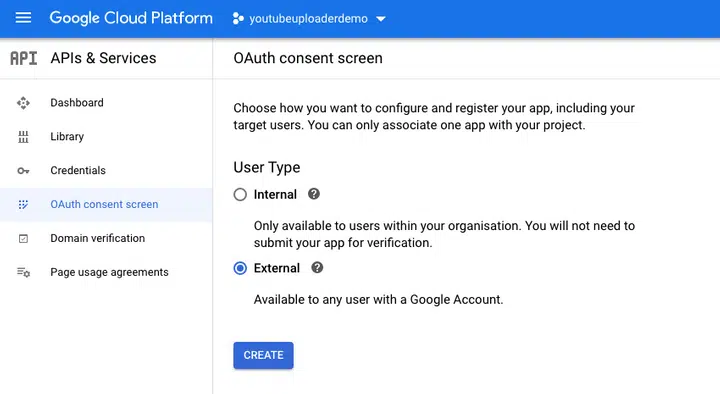 Google Cloud Platform
youtubeuploaderdemo
API APIs & Services
OAuth consent screen
Dashboard
Library
Credentials
OAuth consent screen
Domain verification
Page usage agreements
Choose how you want to configure and register your app, including your
target users. You can only associate one app with your project.
User Type
Internal
Only available to users within your organisation. You will not need to
submit your app for verification.
External
Available to any user with a Google Account.
CREATE